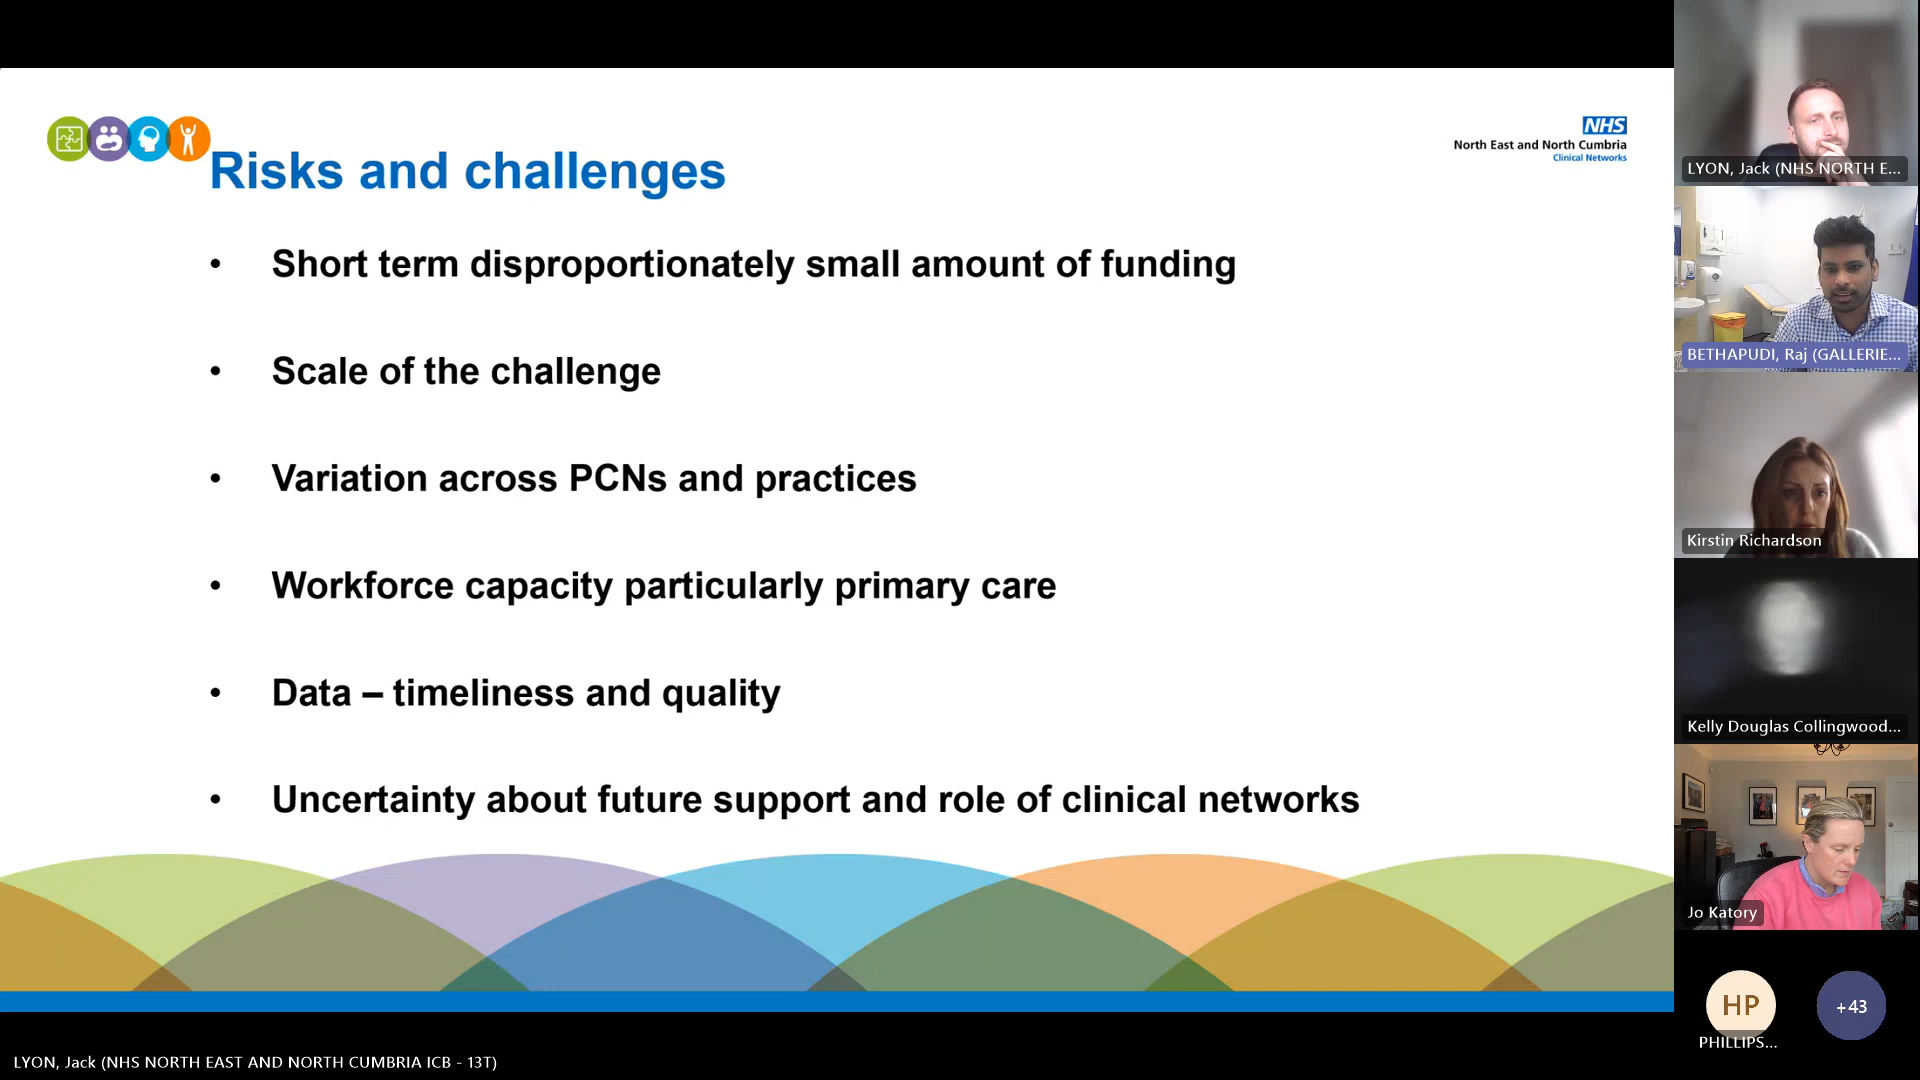 Risks and challenges
NHS
North East and North Cumbria
Clinical Networks
• Short term disproportionately small amount of funding
• Scale of the challenge
• Variation across PCNs and practices
• Workforce capacity particularly primary care
• Data – timeliness and quality
• Uncertainty about future support and role of clinical networks
LYON, Jack (NHS NORTH E...
BETHAPUDI, Raj (GALLERIE...
Kirstin Richardson
Kelly Douglas Collingwood...
Jo Katory
HP
+43
PHILLIPS...
LYON, Jack (NHS NORTH EAST AND NORTH CUMBRIA ICB - 13T)